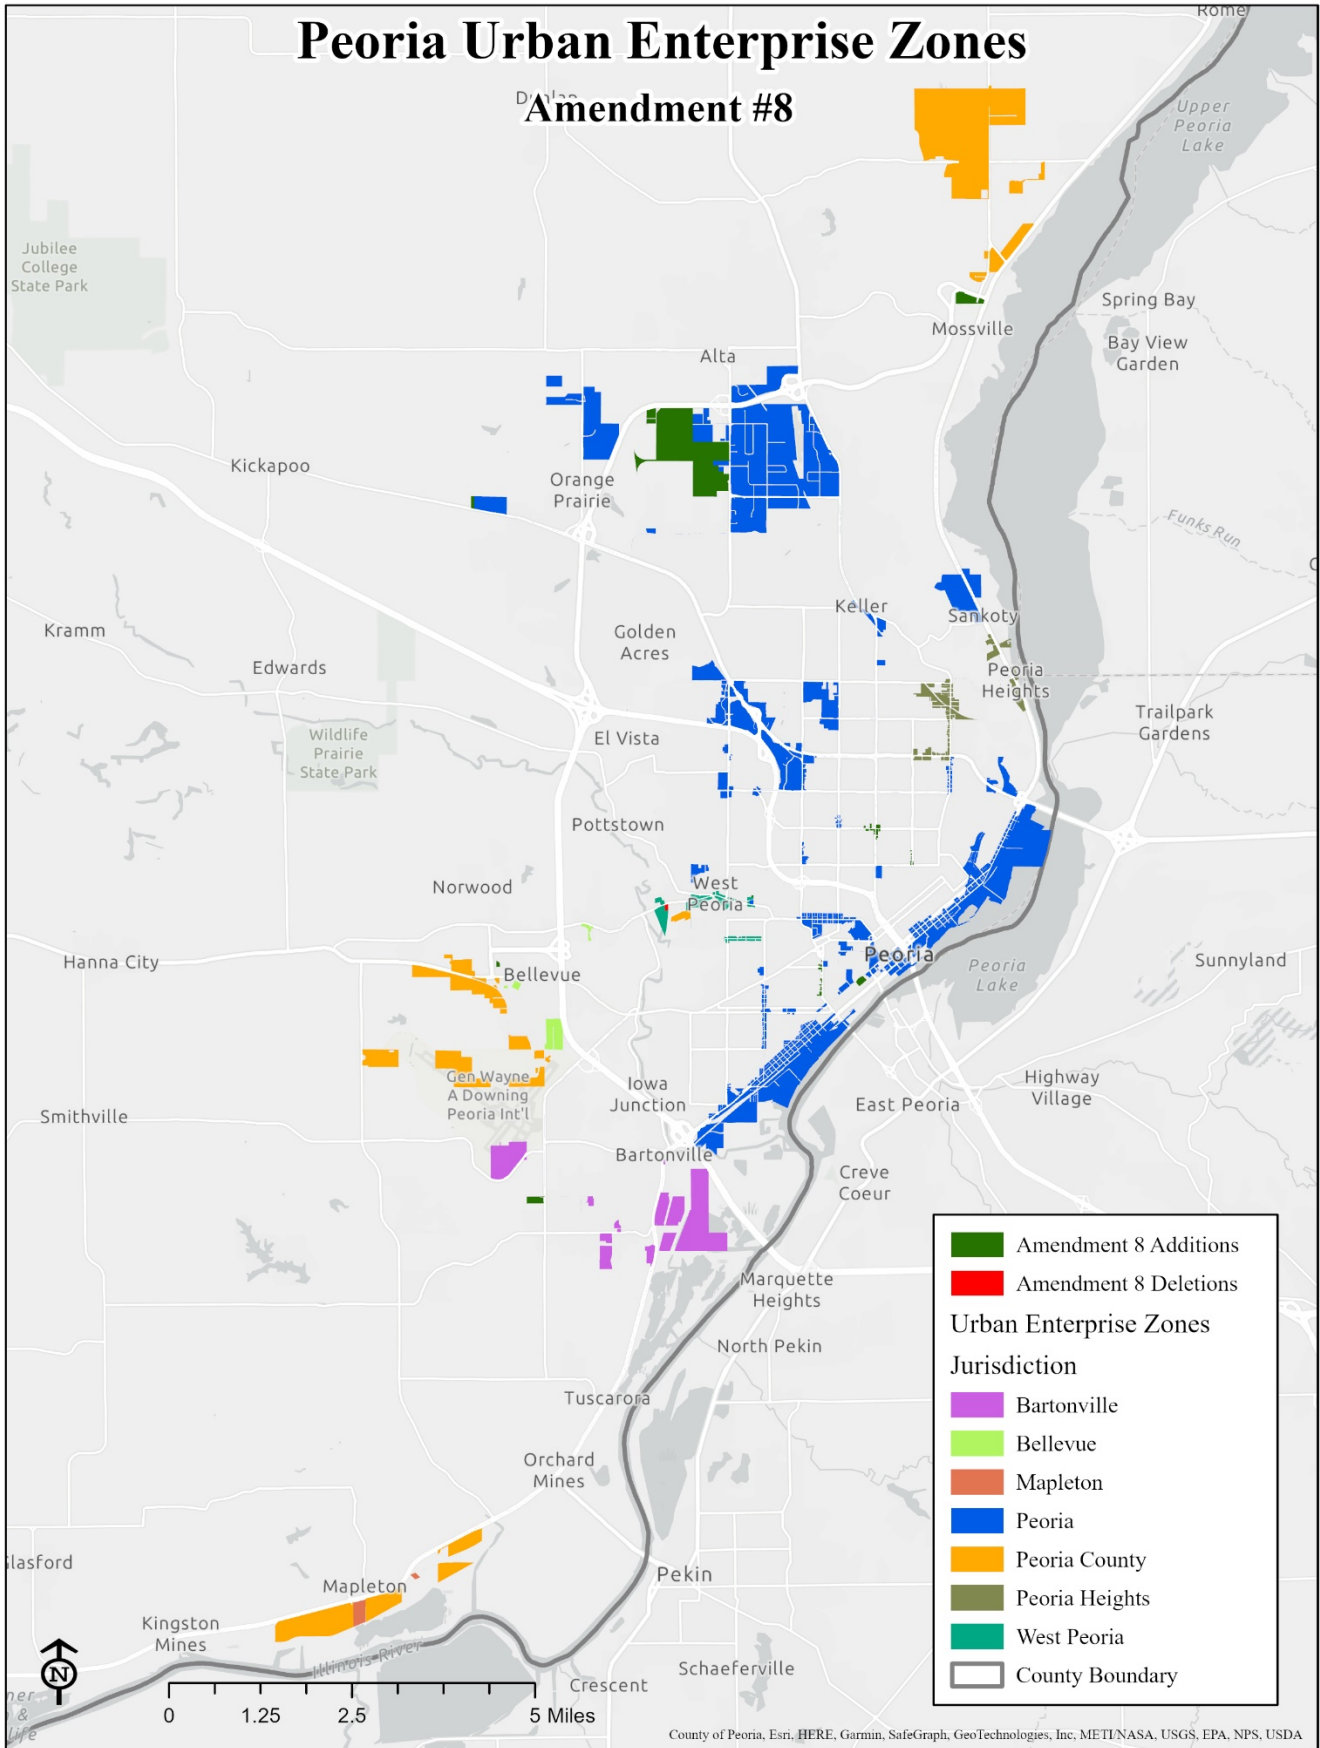 Rome
Peoria Urban Enterprise Zones
Amendment #8
Upper
Peoria
Lake
Jubilee
College
State Park
Spring Bay
Mossville
Bay View
Garden
Alta
Kickapoo
Orange
Prairie
Funks Run
Keller
Sankoty
Kramm
Golden
Acres
Edwards
Peoria
Heights
Trailpark
Gardens
Wildlife
Prairie
State Park
El Vista
Pottstown
Norwood
West
Peoria
Hanna City
Bellevue
Peoria
Peoria
Lake
Sunnyland
Gen Wayne
A Downing
Peoria Int'l
Iowa
Junction
Highway
Village
Smithville
East Peoria
Bartonville
Creve
Coeur
Marquette
Heights
North Pekin
Tuscarora
Orchard
Mines
Glasford
Mapleton
Pekin
Kingston
Mines
Illinois River
Schaeferville
Crescent
Amendment 8 Additions
Amendment 8 Deletions
Urban Enterprise Zones
Jurisdiction
Bartonville
Bellevue
Mapleton
Peoria
Peoria County
Peoria Heights
West Peoria
County Boundary
N
0 1.25 2.5 5 Miles
County of Peoria, Esri, HERE, Garmin, SafeGraph, GeoTechnologies, Inc, METI/NASA, USGS, EPA, NPS, USDA